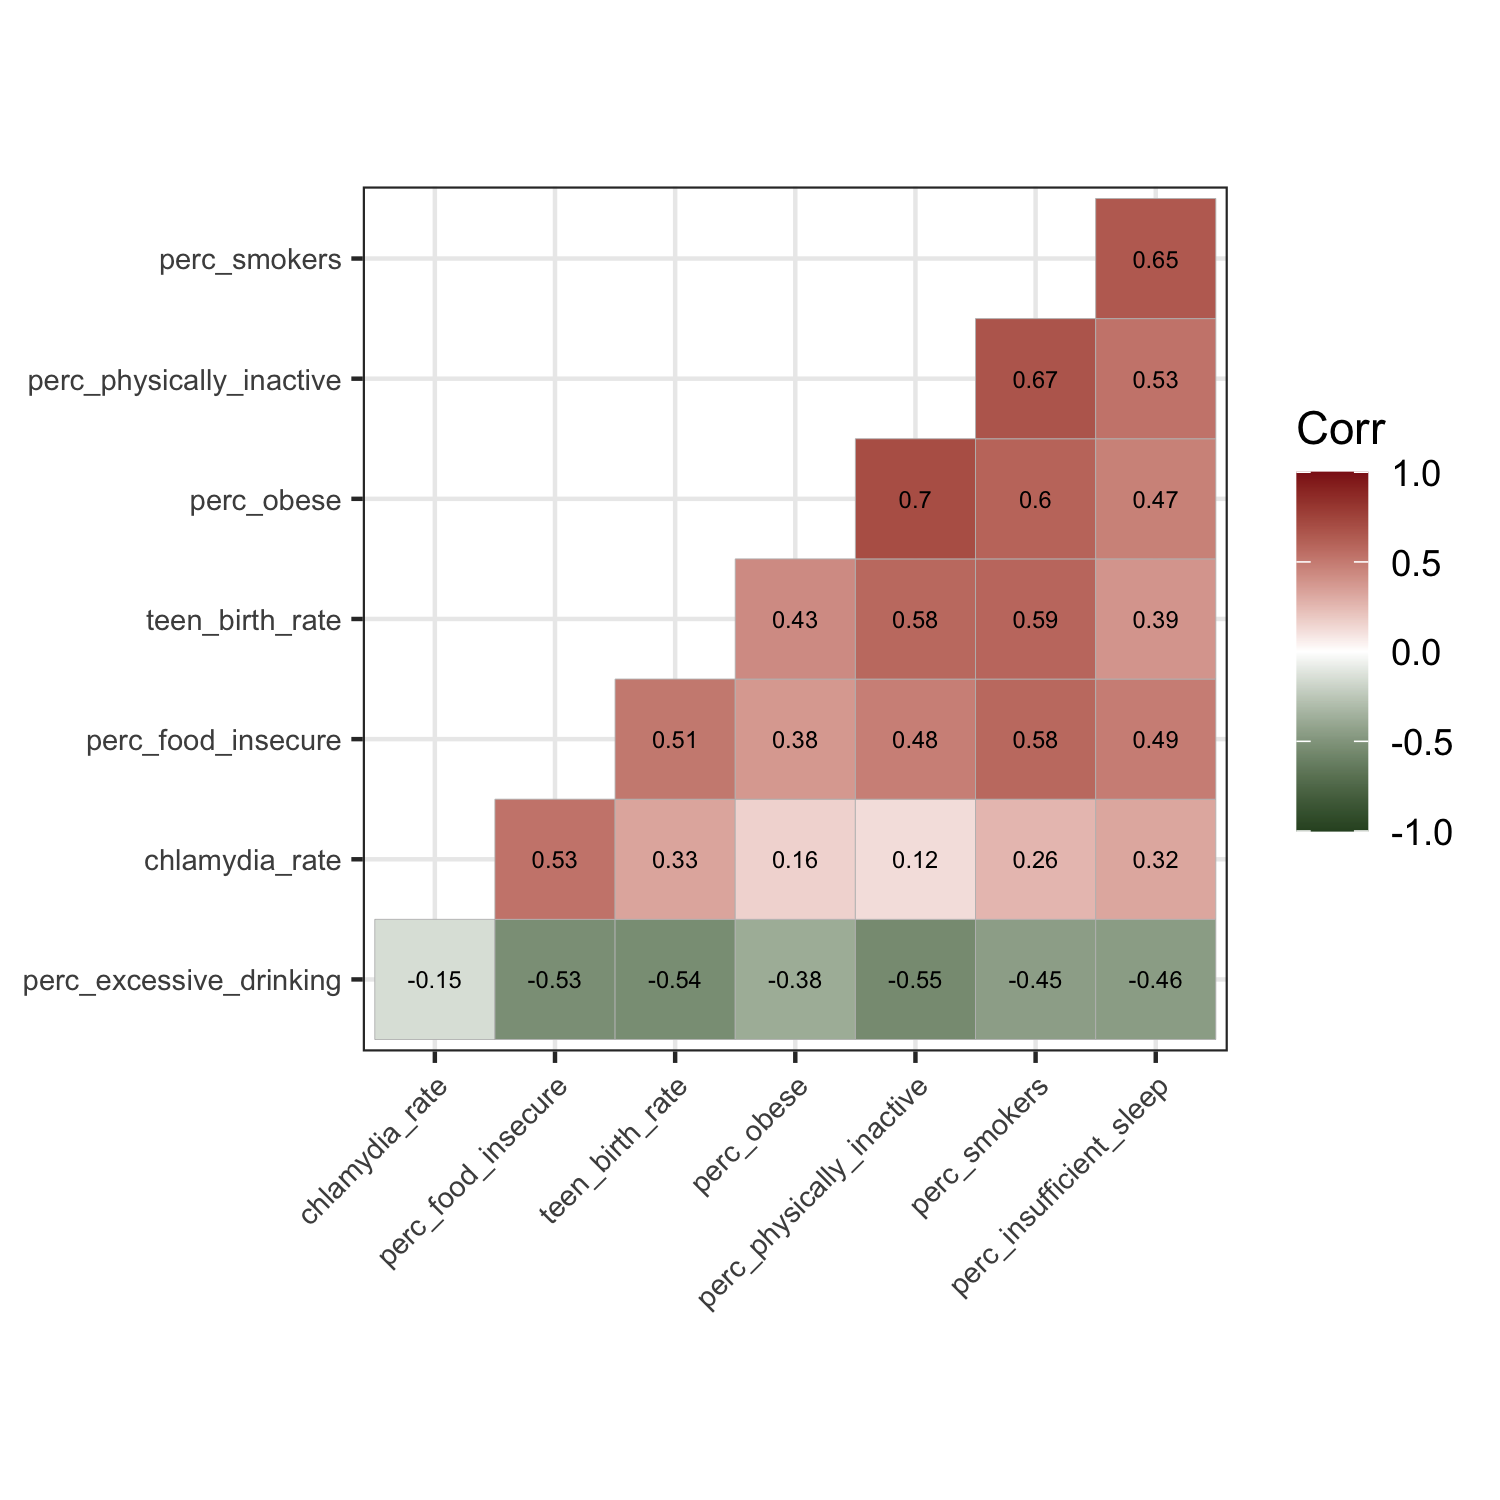 perc_smokers
0.65
perc_physically_inactive
0.67 0.53
perc_obese
0.7 0.6 0.47
teen_birth_rate
0.43 0.58 0.59 0.39
perc_food_insecure
0.51 0.38 0.48 0.58 0.49
chlamydia_rate
0.53 0.33 0.16 0.12 0.26 0.32
perc_excessive_drinking
-0.15 -0.53 -0.54 -0.38 -0.55 -0.45 -0.46
chlamydia_rate
perc_food_insecure
teen_birth_rate
perc_obese
perc_physically_inactive
perc_smokers
perc_insufficient_sleep
Corr
1.0
0.5
0.0
-0.5
-1.0